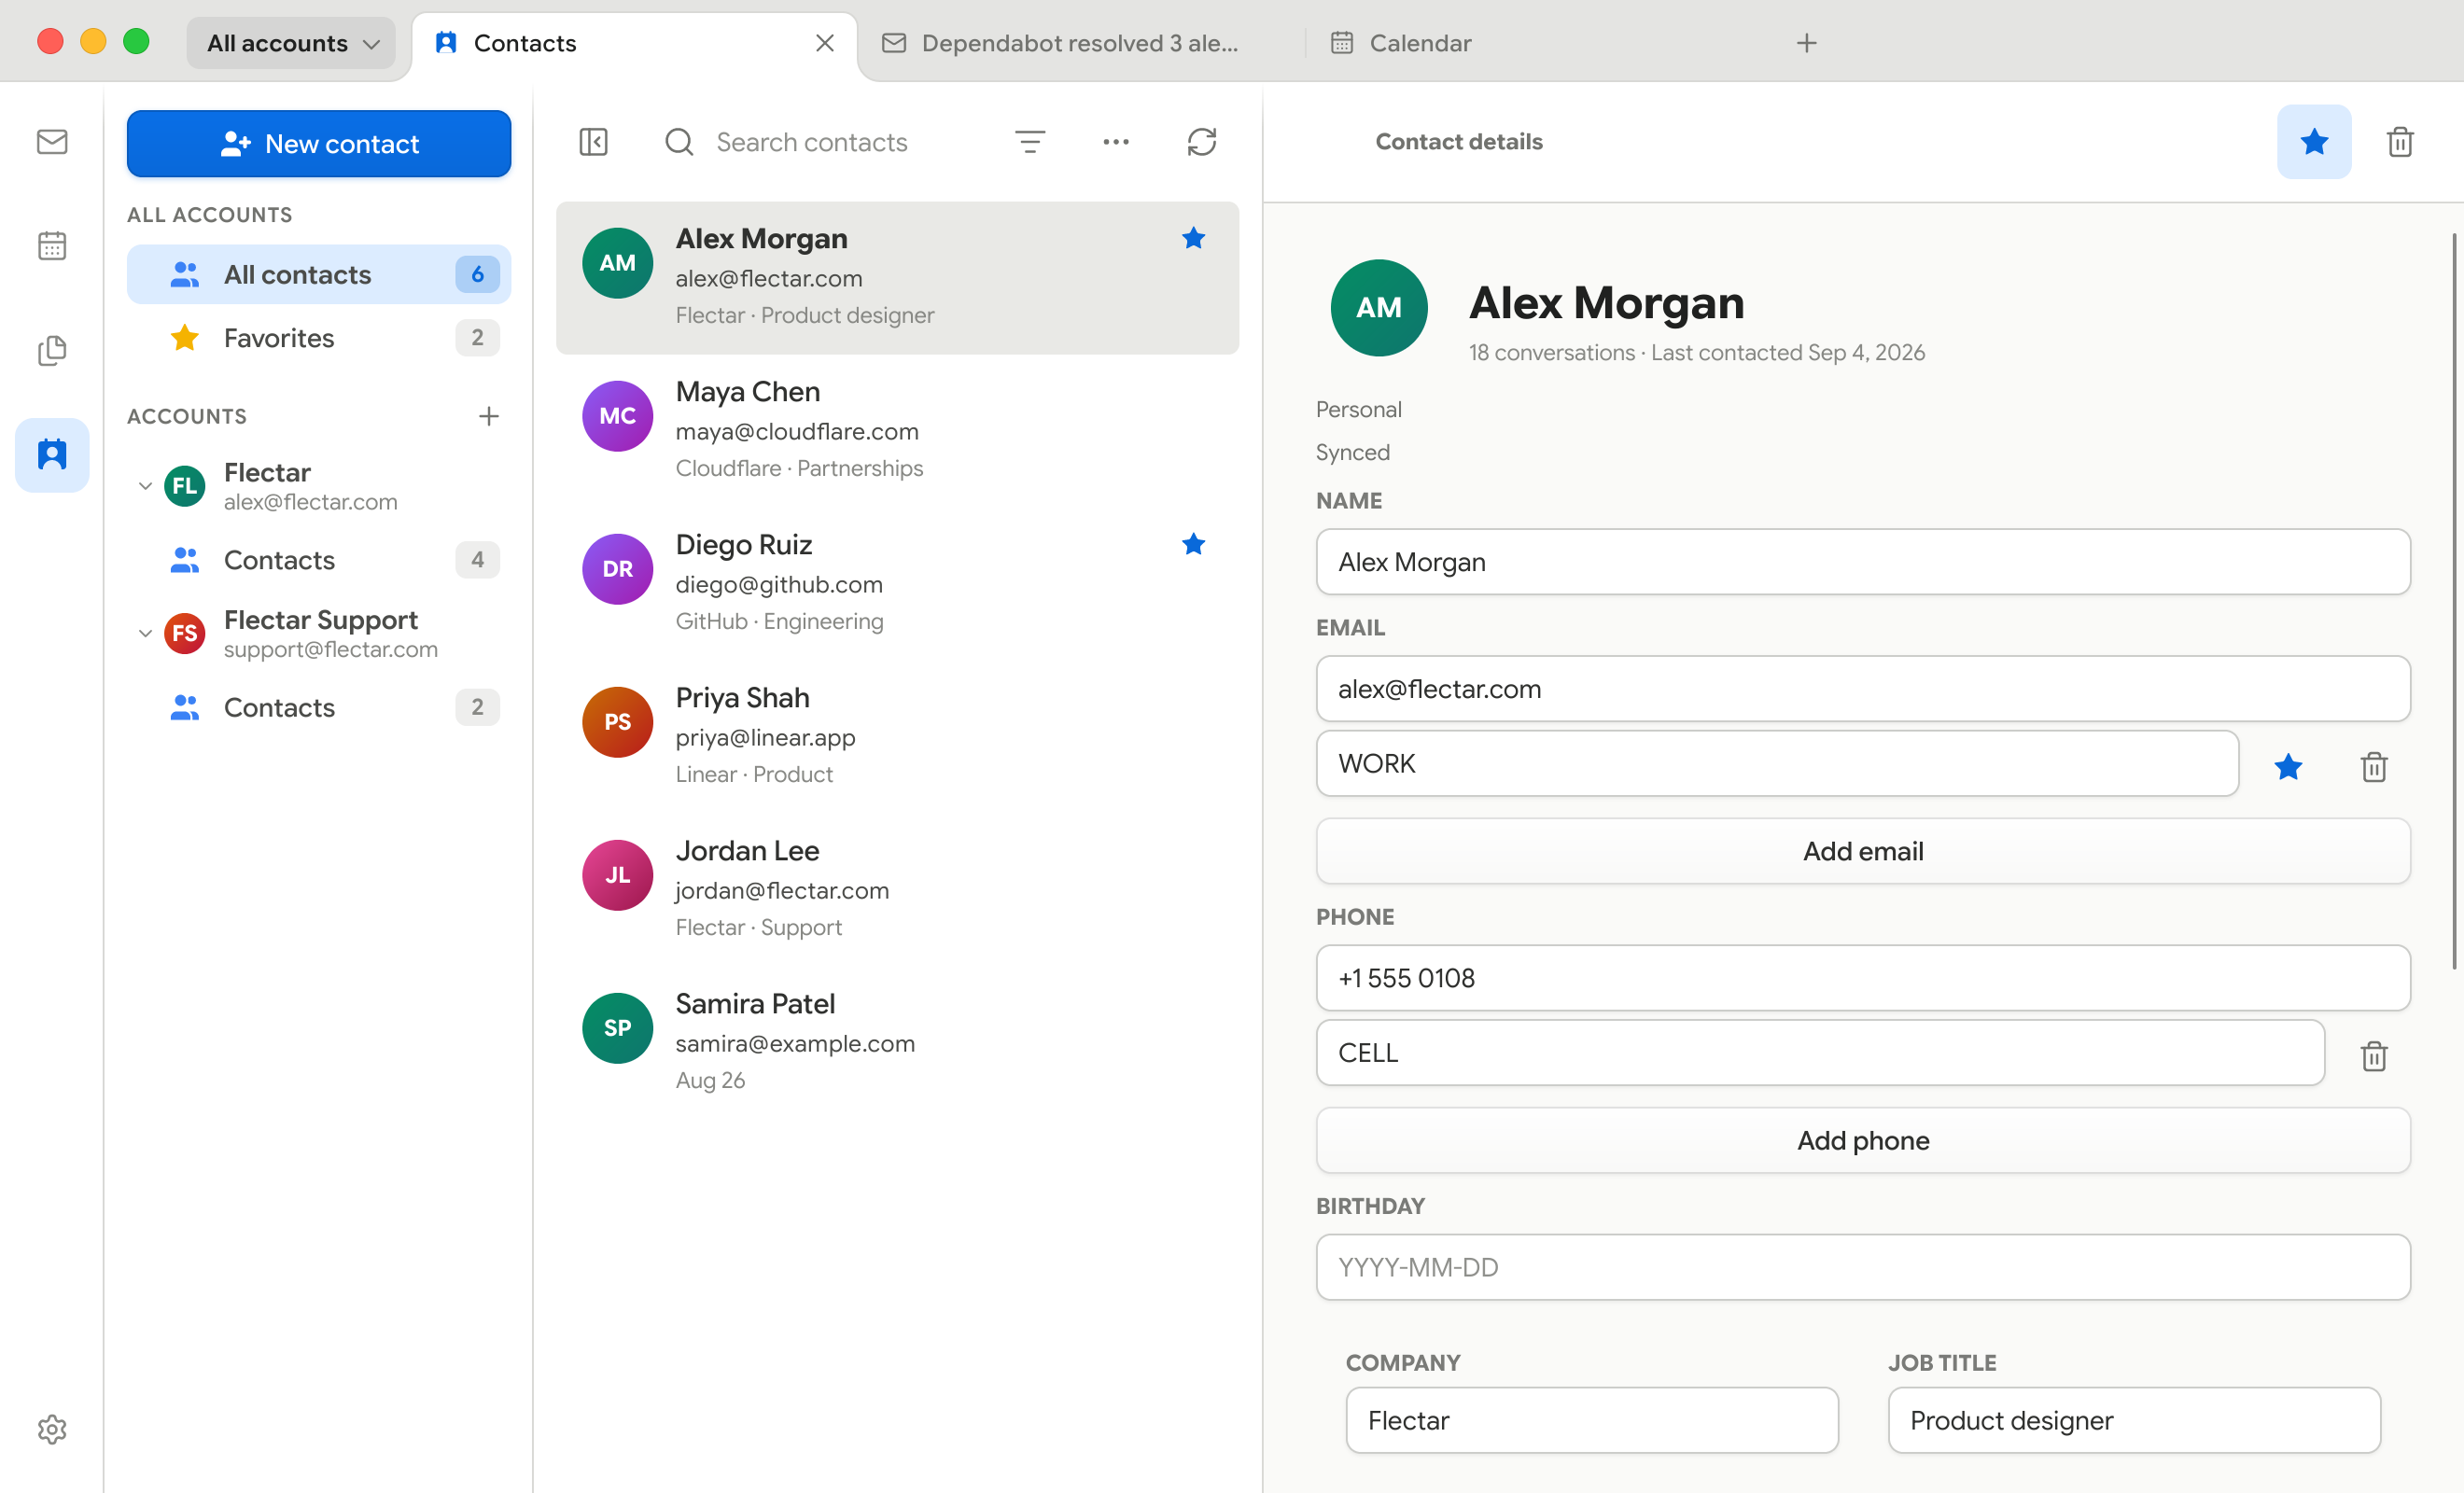 All accounts
Contacts
Dependabot resolved 3 ale...
Calendar
New contact
ALL ACCOUNTS
All contacts
6
Favorites
2
ACCOUNTS
FL
Flectar
alex@flectar.com
Contacts
4
FS
Flectar Support
support@flectar.com
Contacts
2
Search contacts
AM
Alex Morgan
alex@flectar.com
Flectar · Product designer
MC
Maya Chen
maya@cloudflare.com
Cloudflare · Partnerships
DR
Diego Ruiz
diego@github.com
GitHub · Engineering
PS
Priya Shah
priya@linear.app
Linear · Product
JL
Jordan Lee
jordan@flectar.com
Flectar · Support
SP
Samira Patel
samira@example.com
Aug 26
Contact details
AM
Alex Morgan
18 conversations · Last contacted Sep 4, 2026
Personal
Synced
NAME
Alex Morgan
EMAIL
alex@flectar.com
WORK
Add email
PHONE
+1 555 0108
CELL
Add phone
BIRTHDAY
YYYY-MM-DD
COMPANY
Flectar
JOB TITLE
Product designer